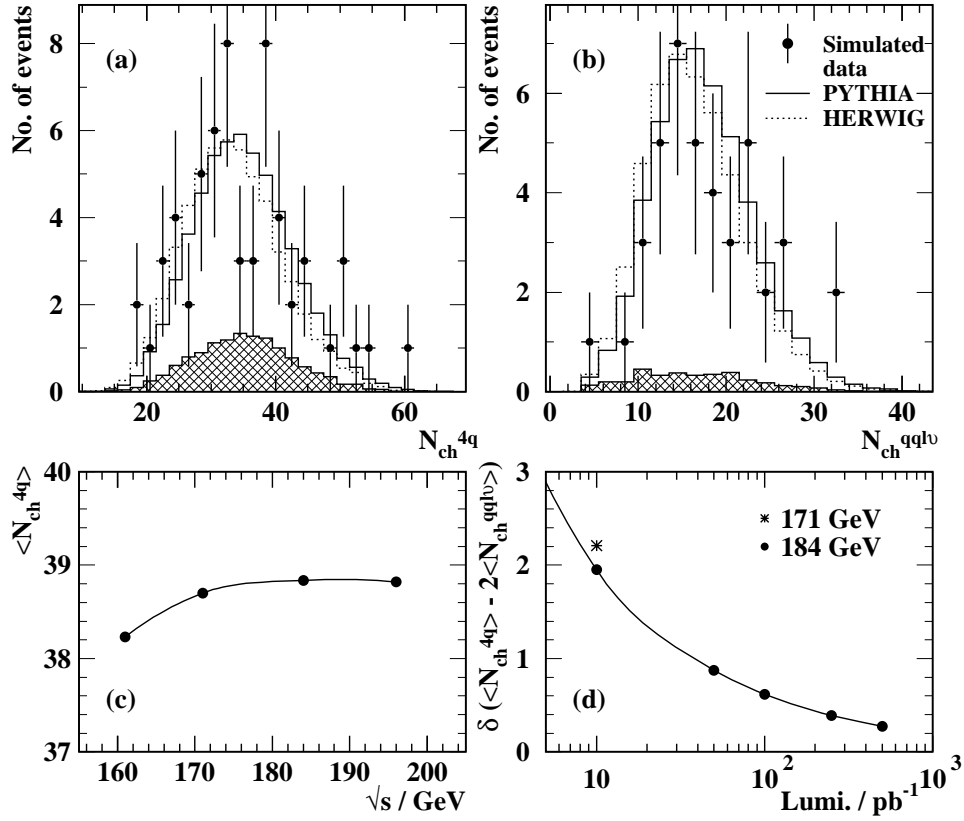 No. of events
8
6
4
2
0
(a)
20
40
60
N_ch^4q
No. of events
6
4
2
0
(b)
Simulated
data
PYTHIA
HERWIG
0
10
20
30
40
N_ch^qqlυ
<N_ch^4q>
40
39
38
37
(c)
160
170
180
190
200
√s / GeV
δ (<N_ch^4q> - 2<N_ch^qqlυ>)
3
2
1
0
171 GeV
184 GeV
(d)
10
10^2
10^3
Lumi. / pb^-1